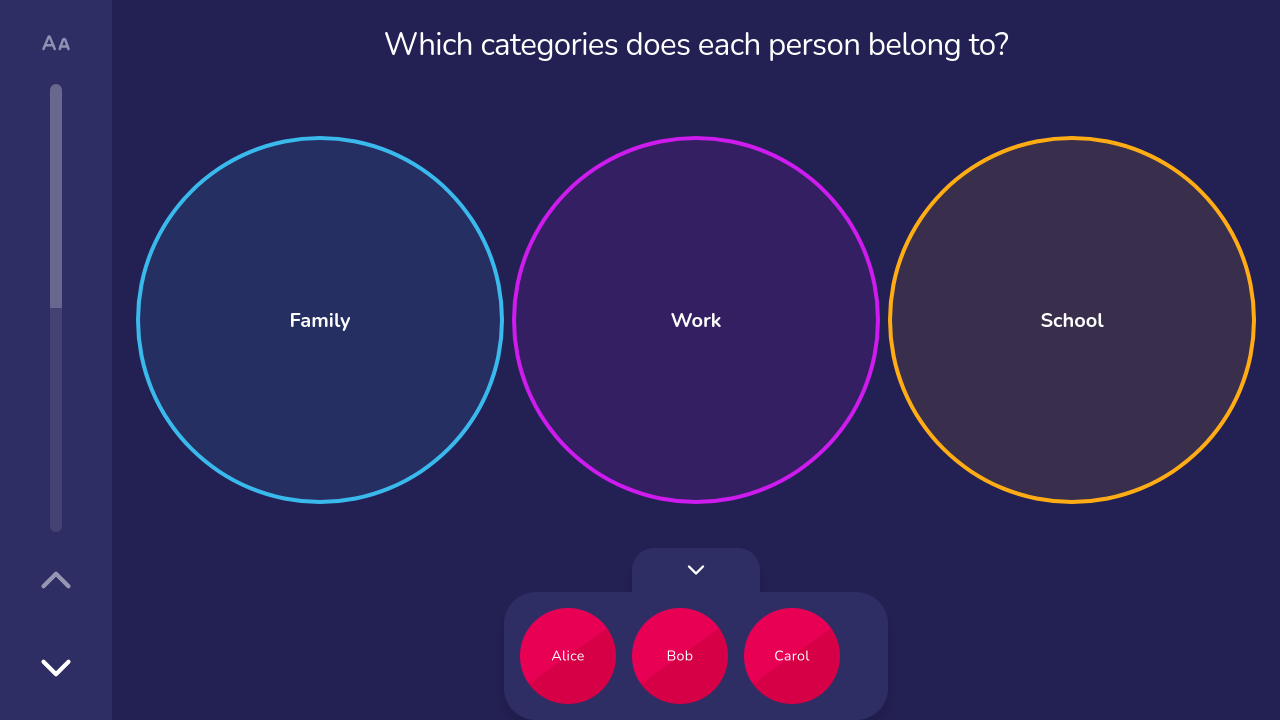 Which categories does each person belong to?
AA
Family
Work
School
Alice
Bob
Carol